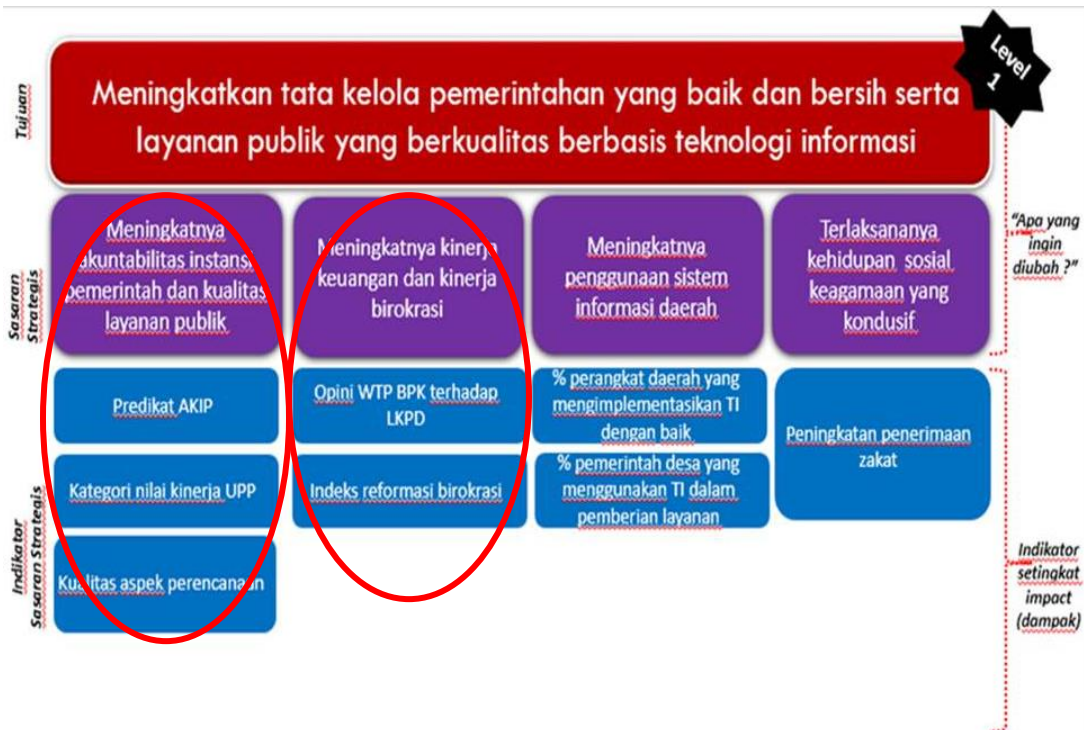 Level
1
Tujuan
Meningkatkan tata kelola pemerintahan yang baik dan bersih serta
layanan publik yang berkualitas berbasis teknologi informasi
Sasaran
Strategis
Meningkatnya
akuntabilitas instansi
pemerintah dan kualitas
layanan publik
Meningkatnya kinerja
keuangan dan kinerja
birokrasi
Meningkatnya
penggunaan sistem
informasi daerah
Terlaksananya
kehidupan sosial
keagamaan yang
kondusif
"Apa yang
ingin
diubah ?"
Indikator
Sasaran Strategis
Predikat AKIP
Kategori nilai kinerja UPP
Kualitas aspek perencanaan
Opini WTP BPK terhadap
LKPD
Indeks reformasi birokrasi
% perangkat daerah yang
mengimplementasikan TI
dengan baik
% pemerintah desa yang
menggunakan TI dalam
pemberian layanan
Peningkatan penerimaan
zakat
Indikator
setingkat
impact
(dampak)